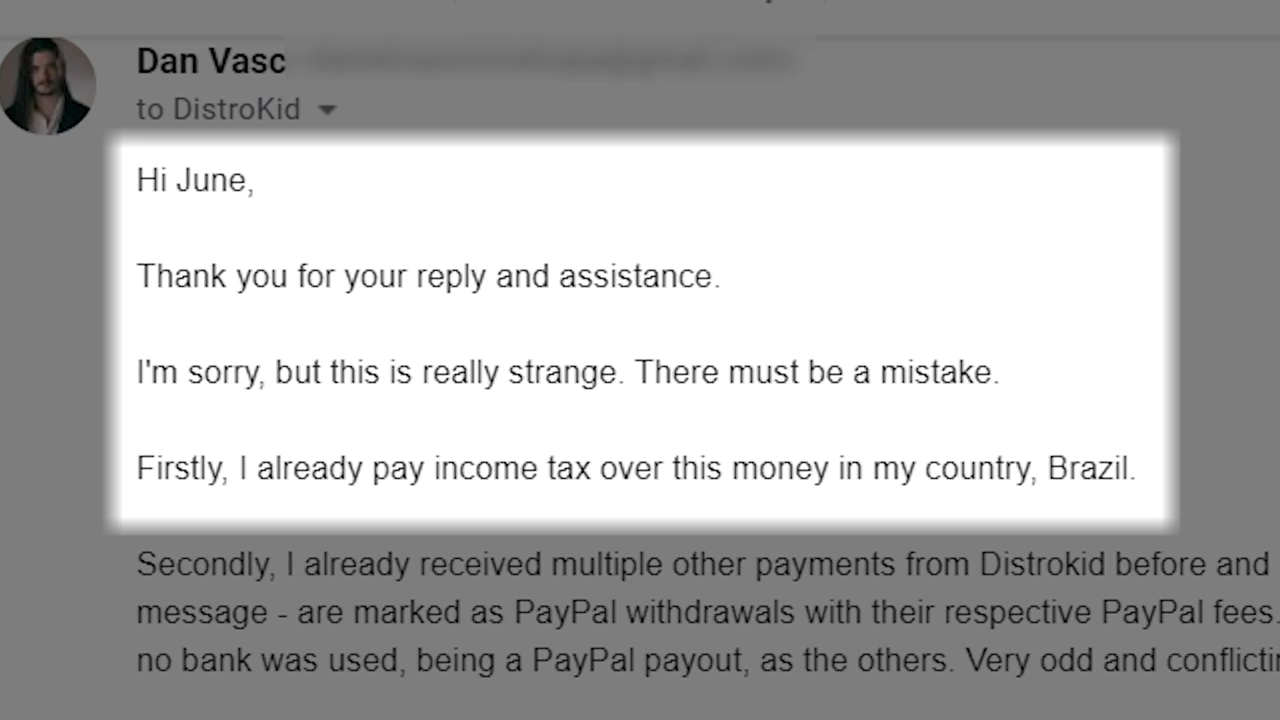 Dan Vasc
to DistroKid
Hi June,
Thank you for your reply and assistance.
I'm sorry, but this is really strange. There must be a mistake.
Firstly, I already pay income tax over this money in my country, Brazil.
Secondly, I already received multiple other payments from Distrokid before and
message - are marked as PayPal withdrawals with their respective PayPal fees.
no bank was used, being a PayPal payout, as the others. Very odd and